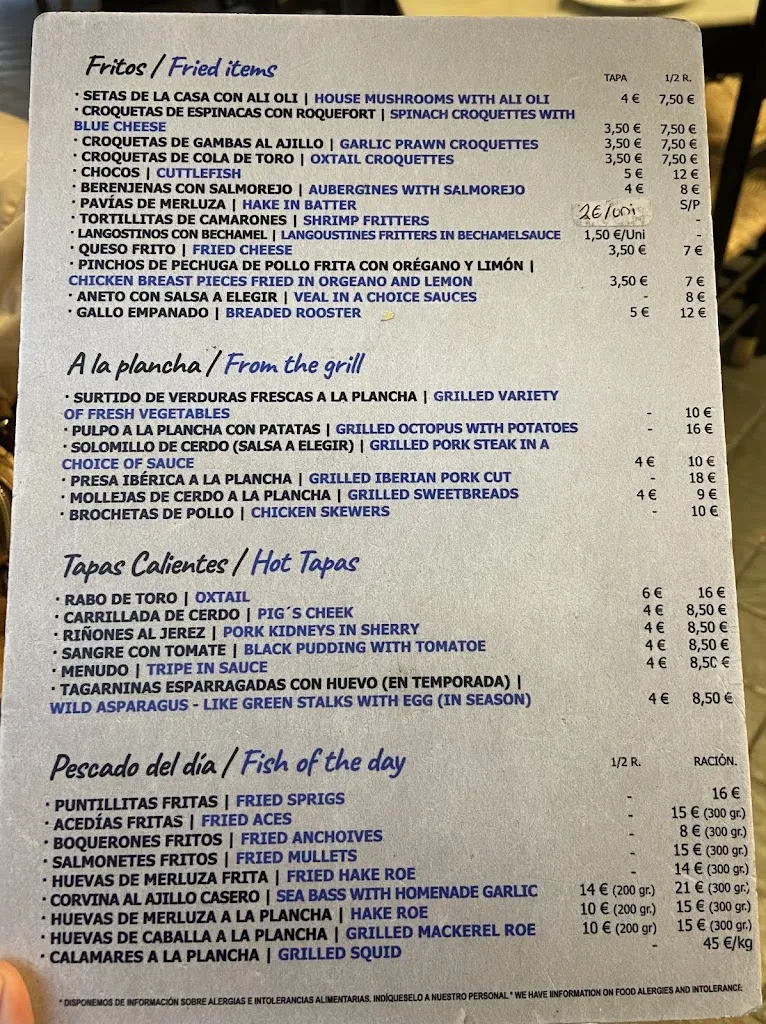 Fritos / Fried items TAPA 1/2 R.
· SETAS DE LA CASA CON ALI OLI | HOUSE MUSHROOMS WITH ALI OLI 4 € 7,50 €
· CROQUETAS DE ESPINACAS CON ROQUEFORT | SPINACH CROQUETTES WITH
BLUE CHEESE 3,50 € 7,50 €
· CROQUETAS DE GAMBAS AL AJILLO | GARLIC PRAWN CROQUETTES 3,50 € 7,50 €
· CROQUETAS DE COLA DE TORO | OXTAIL CROQUETTES 3,50 € 7,50 €
· CHOCOS | CUTTLEFISH 5 € 12 €
· BERENJENAS CON SALMOREJO | AUBERGINES WITH SALMOREJO 4 € 8 €
· PAVÍAS DE MERLUZA | HAKE IN BATTER S/P
· TORTILLITAS DE CAMARONES | SHRIMP FRITTERS 2€/uni -
· LANGOSTINOS CON BECHAMEL | LANGOUSTINES FRITTERS IN BECHAMELSAUCE 1,50 €/Uni -
· QUESO FRITO | FRIED CHEESE 3,50 € 7 €
· PINCHOS DE PECHUGA DE POLLO FRITA CON ORÉGANO Y LIMÓN |
CHICKEN BREAST PIECES FRIED IN ORGEANO AND LEMON 3,50 € 7 €
· ANETO CON SALSA A ELEGIR | VEAL IN A CHOICE SAUCES - 8 €
· GALLO EMPANADO | BREADED ROOSTER 5 € 12 €
A la plancha / From the grill
· SURTIDO DE VERDURAS FRESCAS A LA PLANCHA | GRILLED VARIETY
OF FRESH VEGETABLES - 10 €
· PULPO A LA PLANCHA CON PATATAS | GRILLED OCTOPUS WITH POTATOES - 16 €
· SOLOMILLO DE CERDO (SALSA A ELEGIR) | GRILLED PORK STEAK IN A
CHOICE OF SAUCE 4 € 10 €
· PRESA IBÉRICA A LA PLANCHA | GRILLED IBERIAN PORK CUT - 18 €
· MOLLEJAS DE CERDO A LA PLANCHA | GRILLED SWEETBREADS 4 € 9 €
· BROCHETAS DE POLLO | CHICKEN SKEWERS - 10 €
Tapas Calientes / Hot Tapas
· RABO DE TORO | OXTAIL 6 € 16 €
· CARRILLADA DE CERDO | PIG´S CHEEK 4 € 8,50 €
· RIÑONES AL JEREZ | PORK KIDNEYS IN SHERRY 4 € 8,50 €
· SANGRE CON TOMATE | BLACK PUDDING WITH TOMATOE 4 € 8,50 €
· MENUDO | TRIPE IN SAUCE 4 € 8,50 €
· TAGARNINAS ESPARRAGADAS CON HUEVO (EN TEMPORADA) |
WILD ASPARAGUS - LIKE GREEN STALKS WITH EGG (IN SEASON) 4 € 8,50 €
Pescado del día / Fish of the day 1/2 R. RACIÓN.
· PUNTILLITAS FRITAS | FRIED SPRIGS - 16 €
· ACEDÍAS FRITAS | FRIED ACES - 15 € (300 gr.)
· BOQUERONES FRITOS | FRIED ANCHOIVES - 8 € (300 gr.)
· SALMONETES FRITOS | FRIED MULLETS - 15 € (300 gr.)
· HUEVAS DE MERLUZA FRITA | FRIED HAKE ROE - 14 € (300 gr.)
· CORVINA AL AJILLO CASERO | SEA BASS WITH HOMENADE GARLIC 14 € (200 gr.) 21 € (300 gr.)
· HUEVAS DE MERLUZA A LA PLANCHA | HAKE ROE 10 € (200 gr.) 15 € (300 gr.)
· HUEVAS DE CABALLA A LA PLANCHA | GRILLED MACKEREL ROE 10 € (200 gr) 15 € (300 gr.)
· CALAMARES A LA PLANCHA | GRILLED SQUID - 45 €/kg
* DISPONEMOS DE INFORMACIÓN SOBRE ALERGIAS E INTOLERANCIAS ALIMENTARIAS. INDÍQUESELO A NUESTRO PERSONAL * WE HAVE IINFORMATION ON FOOD ALERGIES AND INTOLERANCE.